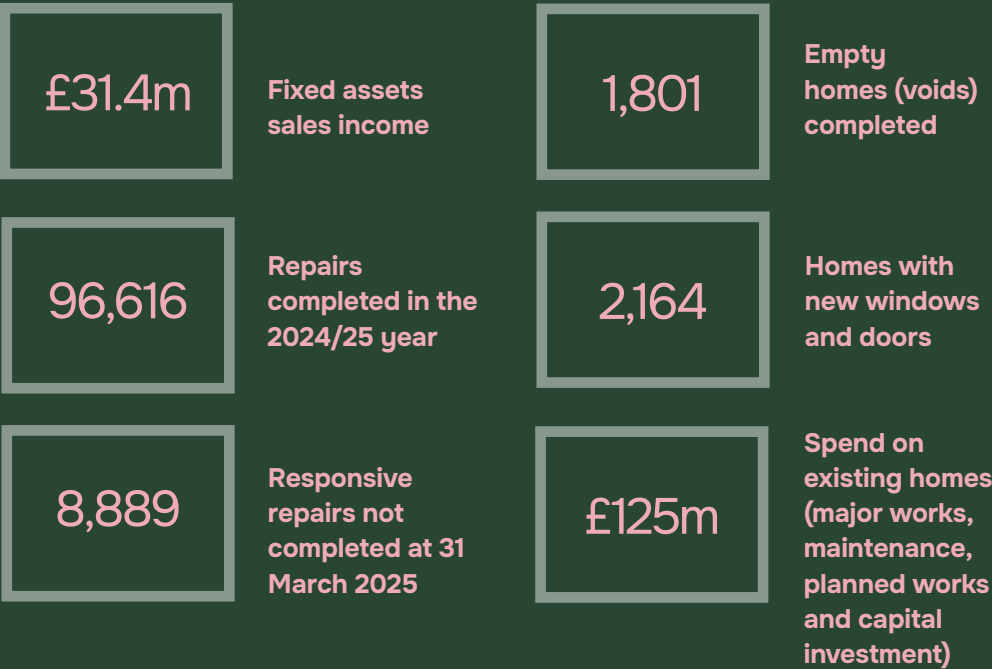 £31.4m
Fixed assets
sales income
1,801
Empty
homes (voids)
completed
96,616
Repairs
completed in the
2024/25 year
2,164
Homes with
new windows
and doors
8,889
Responsive
repairs not
completed at 31
March 2025
£125m
Spend on
existing homes
(major works,
maintenance,
planned works
and capital
investment)